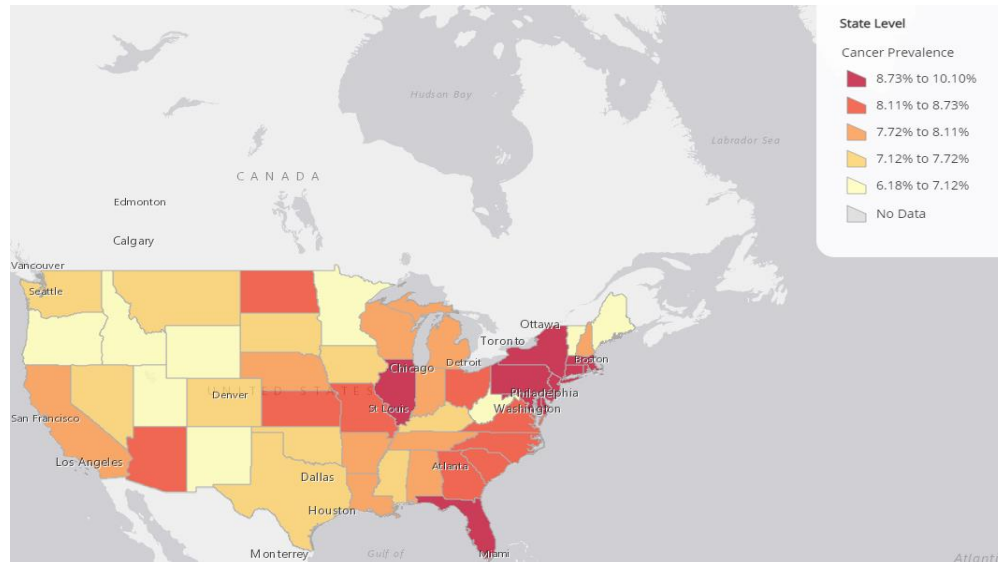 State Level
Cancer Prevalence
8.73% to 10.10%
8.11% to 8.73%
7.72% to 8.11%
7.12% to 7.72%
6.18% to 7.12%
No Data
Hudson Bay
Labrador Sea
CANADA
Edmonton
Calgary
Vancouver
Seattle
Ottawa
Toronto
Boston
Detroit
Chicago
UNITED STATES
Denver
Philadelphia
St Louis
Washington
San Francisco
Los Angeles
Atlanta
Dallas
Houston
Monterrey
Gulf of
Miami
Atlanti